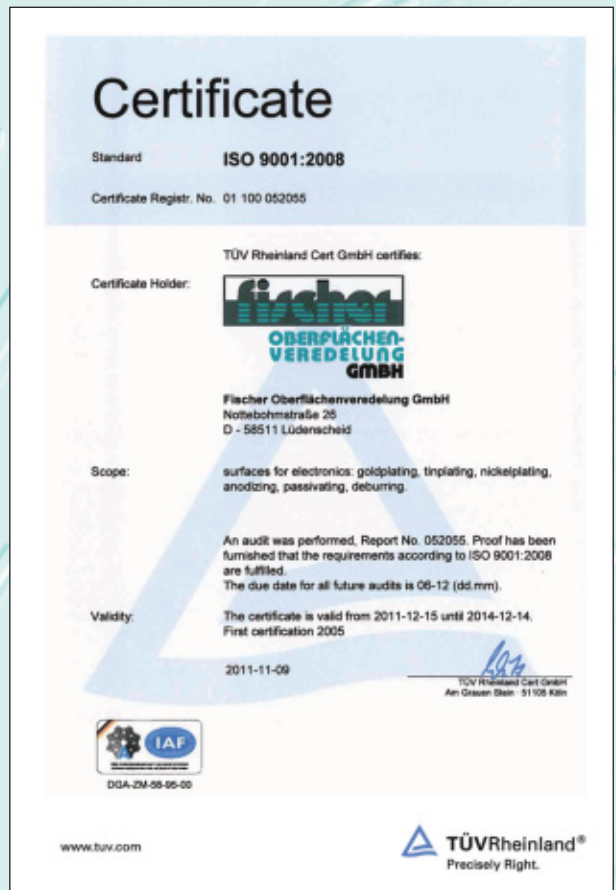 Certificate
Standard ISO 9001:2008
Certificate Registr. No. 01 100 052055
TÜV Rheinland Cert GmbH certifies:
Certificate Holder:
fischer
OBERFLÄCHEN-
VEREDELUNG
GMBH
Fischer Oberflächenveredelung GmbH
Nottebohmstraße 26
D - 58511 Lüdenscheid
Scope: surfaces for electronics: goldplating, tinplating, nickelplating,
anodizing, passivating, deburring.
An audit was performed, Report No. 052055. Proof has been
furnished that the requirements according to ISO 9001:2008
are fulfilled.
The due date for all future audits is 06-12 (dd.mm).
Validity: The certificate is valid from 2011-12-15 until 2014-12-14.
First certification 2005
2011-11-09
TÜV Rheinland Cert GmbH
Am Grauen Stein · 51105 Köln
IAF
DGA-ZM-58-95-00
www.tuv.com
TÜVRheinland®
Precisely Right.